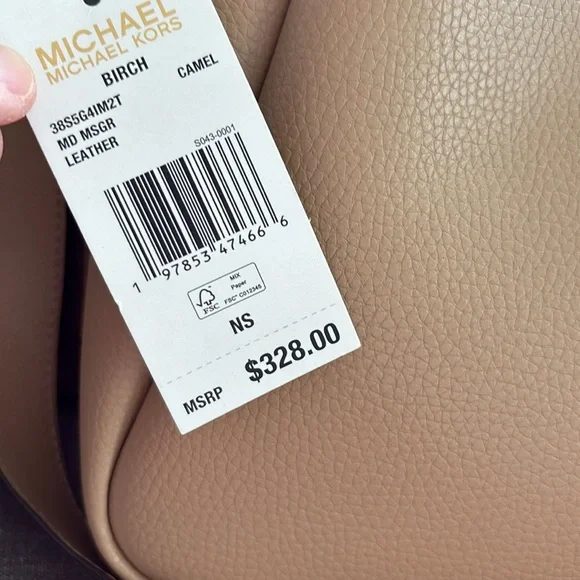 MICHAEL
MICHAEL KORS
BIRCH CAMEL
38S5G4IM2T
MD MSGR
LEATHER
S043-0001
1 97853 47466 6
FSC
MIX
Paper
FSC® C012345
NS
MSRP $328.00